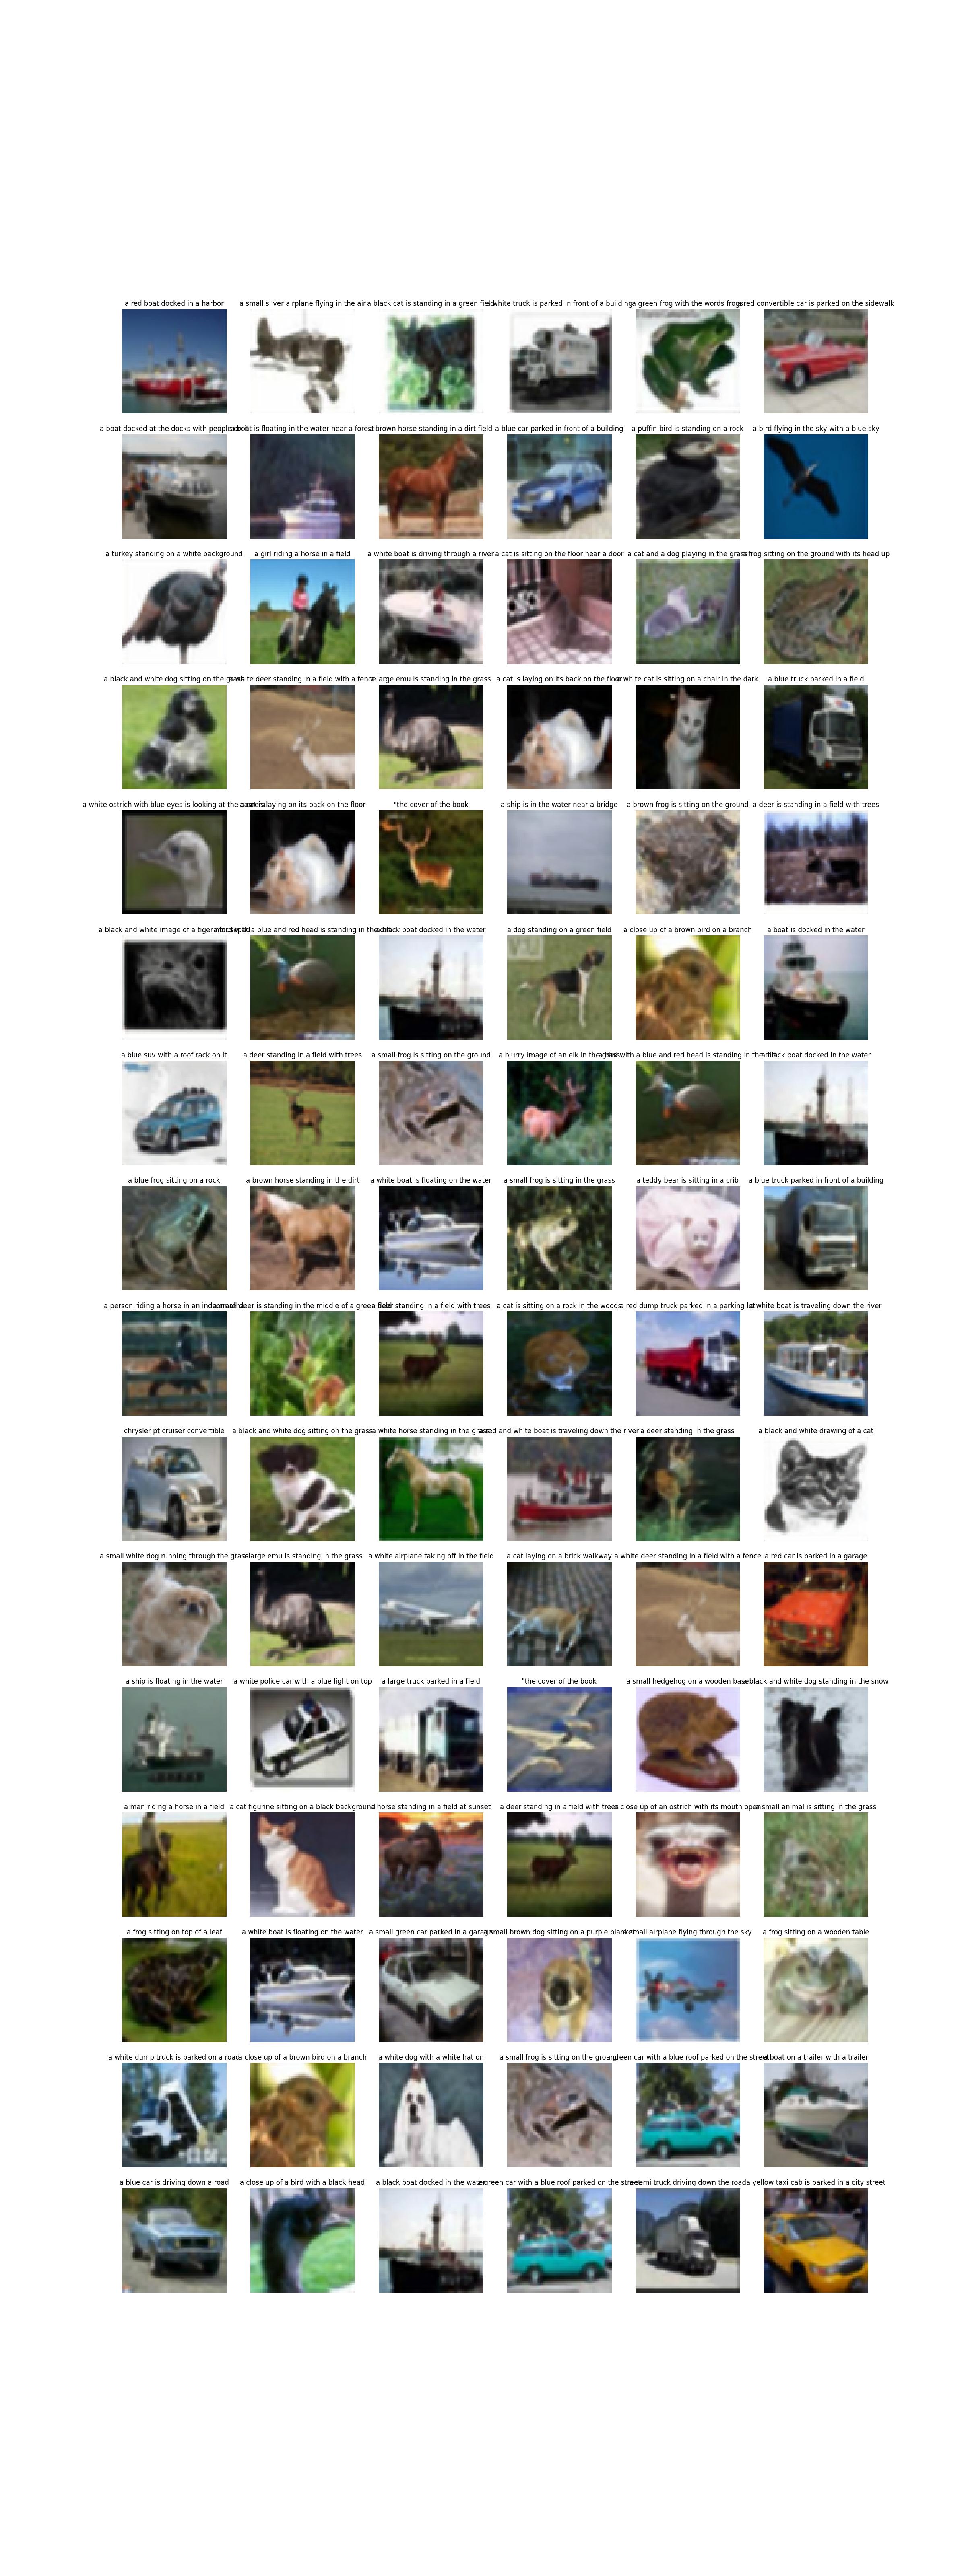 a red boat docked in a harbor
a small silver airplane flying in the air
a black cat is standing in a green field
white truck is parked in front of a building
a green frog with the words frogs
red convertible car is parked on the sidewalk
a boat docked at the docks with people on it
boat is floating in the water near a forest
brown horse standing in a dirt field
a blue car parked in front of a building
a puffin bird is standing on a rock
a bird flying in the sky with a blue sky
a turkey standing on a white background
a girl riding a horse in a field
a white boat is driving through a river
a cat is sitting on the floor near a door
a cat and a dog playing in the grass
frog sitting on the ground with its head up
a black and white dog sitting on the grass
white deer standing in a field with a fence
large emu is standing in the grass
a cat is laying on its back on the floor
white cat is sitting on a chair in the dark
a blue truck parked in a field
a white ostrich with blue eyes is looking at the camera
a cat is laying on its back on the floor
"the cover of the book
a ship is in the water near a bridge
a brown frog is sitting on the ground
a deer is standing in a field with trees
a black and white image of a tiger
a bird with a blue and red head is standing in the dirt
black boat docked in the water
a dog standing on a green field
a close up of a brown bird on a branch
a boat is docked in the water
a blue suv with a roof rack on it
a deer standing in a field with trees
a small frog is sitting on the ground
a blurry image of an elk in the grass
a bird with a blue and red head is standing in the dirt
black boat docked in the water
a blue frog sitting on a rock
a brown horse standing in the dirt
a white boat is floating on the water
a small frog is sitting in the grass
a teddy bear is sitting in a crib
a blue truck parked in front of a building
a person riding a horse in an indoor arena
a small deer is standing in the middle of a green field
deer standing in a field with trees
a cat is sitting on a rock in the woods
a red dump truck parked in a parking lot
white boat is traveling down the river
chrysler pt cruiser convertible
a black and white dog sitting on the grass
a white horse standing in the grass
red and white boat is traveling down the river
a deer standing in the grass
a black and white drawing of a cat
a small white dog running through the grass
large emu is standing in the grass
a white airplane taking off in the field
a cat laying on a brick walkway
a white deer standing in a field with a fence
a red car is parked in a garage
a ship is floating in the water
a white police car with a blue light on top
a large truck parked in a field
"the cover of the book
a small hedgehog on a wooden base
black and white dog standing in the snow
a man riding a horse in a field
a cat figurine sitting on a black background
horse standing in a field at sunset
a deer standing in a field with trees
close up of an ostrich with its mouth open
small animal is sitting in the grass
a frog sitting on top of a leaf
a white boat is floating on the water
a small green car parked in a garage
small brown dog sitting on a purple blanket
small airplane flying through the sky
a frog sitting on a wooden table
a white dump truck is parked on a road
a close up of a brown bird on a branch
a white dog with a white hat on
a small frog is sitting on the ground
green car with a blue roof parked on the street
boat on a trailer with a trailer
a blue car is driving down a road
a close up of a bird with a black head
a black boat docked in the water
green car with a blue roof parked on the street
semi truck driving down the road
a yellow taxi cab is parked in a city street